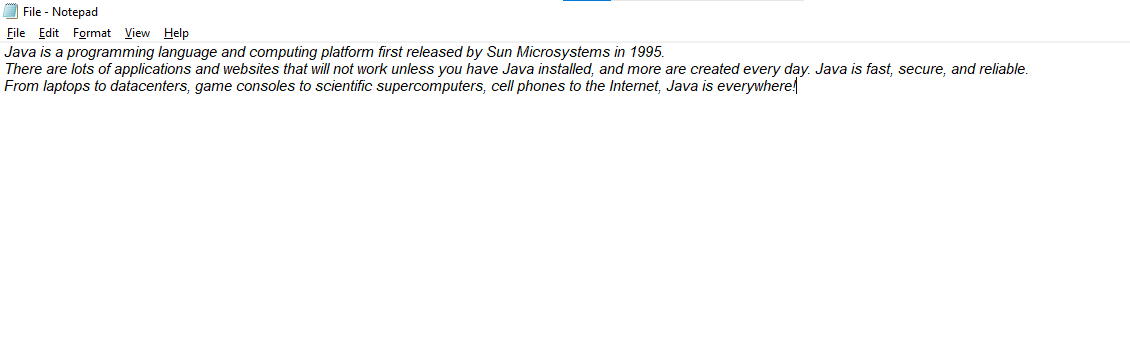 File - Notepad
File Edit Format View Help
Java is a programming language and computing platform first released by Sun Microsystems in 1995.
There are lots of applications and websites that will not work unless you have Java installed, and more are created every day. Java is fast, secure, and reliable.
From laptops to datacenters, game consoles to scientific supercomputers, cell phones to the Internet, Java is everywhere!